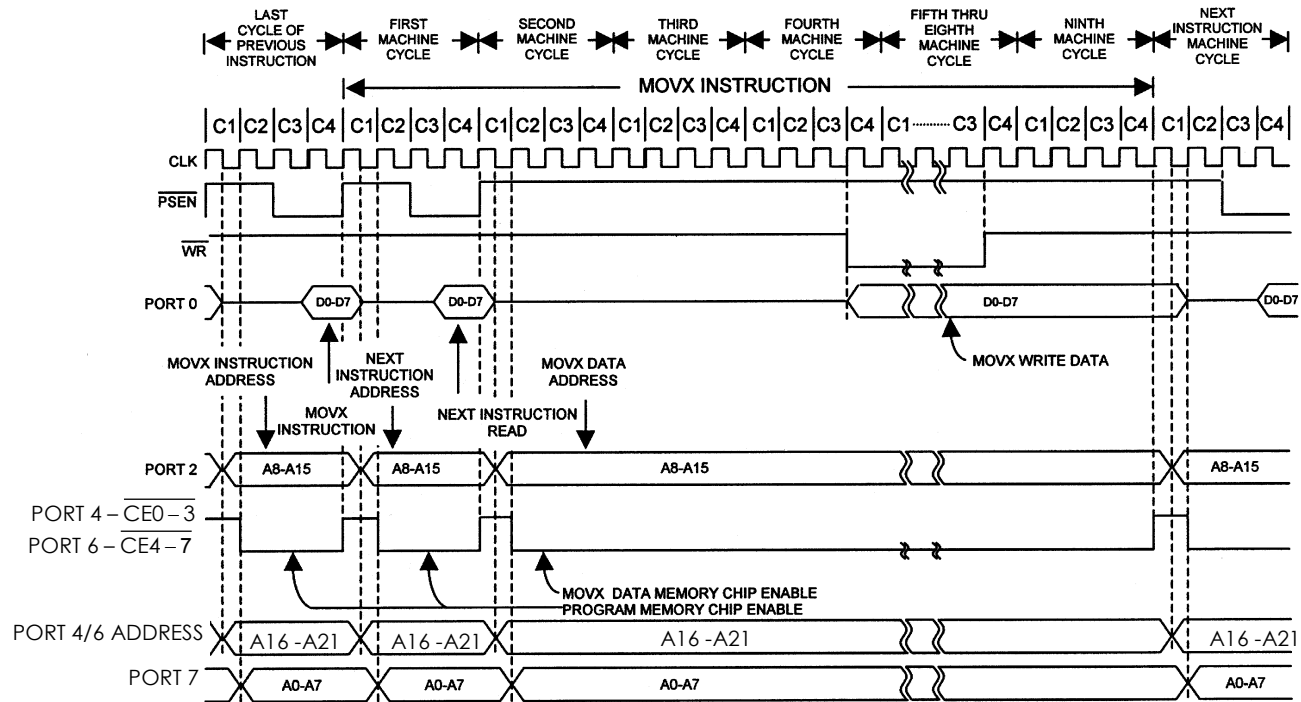 LAST
CYCLE OF
PREVIOUS
INSTRUCTION
FIRST
MACHINE
CYCLE
SECOND
MACHINE
CYCLE
THIRD
MACHINE
CYCLE
FOURTH
MACHINE
CYCLE
FIFTH THRU
EIGHTH
MACHINE
CYCLE
NINTH
MACHINE
CYCLE
NEXT
INSTRUCTION
MACHINE
CYCLE
MOVX INSTRUCTION
C1 C2 C3 C4 C1 C2 C3 C4 C1 C2 C3 C4 C1 C2 C3 C4 C1 C2 C3 C4 C1 C3 C4 C1 C2 C3 C4 C1 C2 C3 C4
CLK
PSEN
WR
PORT 0 D0-D7 D0-D7 D0-D7 D0-D7
MOVX INSTRUCTION
ADDRESS
NEXT
INSTRUCTION
ADDRESS
MOVX DATA
ADDRESS
MOVX WRITE DATA
MOVX
INSTRUCTION
NEXT INSTRUCTION
READ
PORT 2 A8-A15 A8-A15 A8-A15 A8-A15
PORT 4 – CE0 – 3
PORT 6 – CE4 – 7
MOVX DATA MEMORY CHIP ENABLE
PROGRAM MEMORY CHIP ENABLE
PORT 4/6 ADDRESS A16 -A21 A16 -A21 A16 -A21 A16 -A21
PORT 7 A0-A7 A0-A7 A0-A7 A0-A7